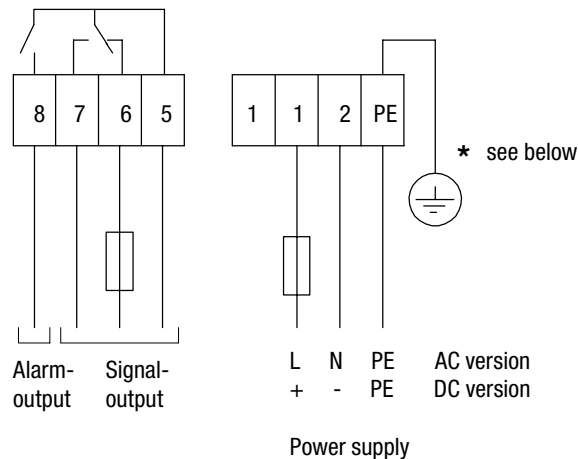 8 7 6 5
1 1 2 PE
* see below
Alarm-
output
Signal-
output
L N PE AC version
+ - PE DC version
Power supply